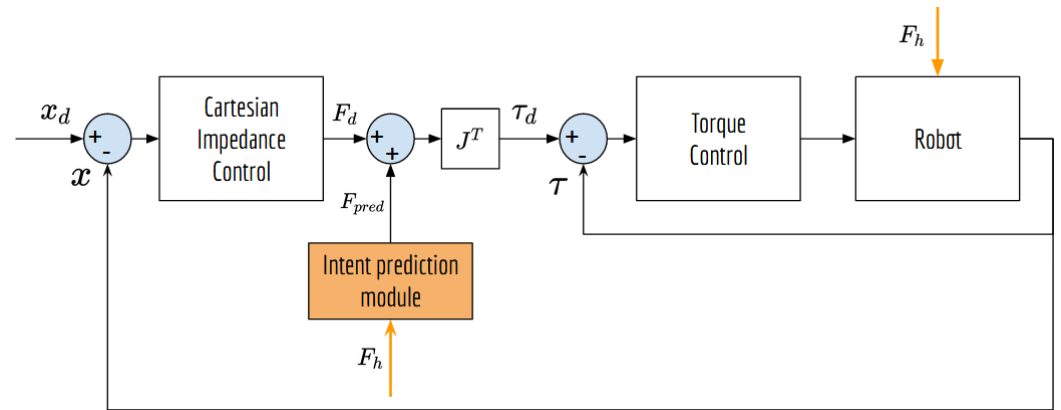 F_h
x_d
+
-
x
Cartesian
Impedance
Control
F_d
+
+
J^T
τ_d
+
-
τ
Torque
Control
Robot
F_pred
Intent prediction
module
F_h